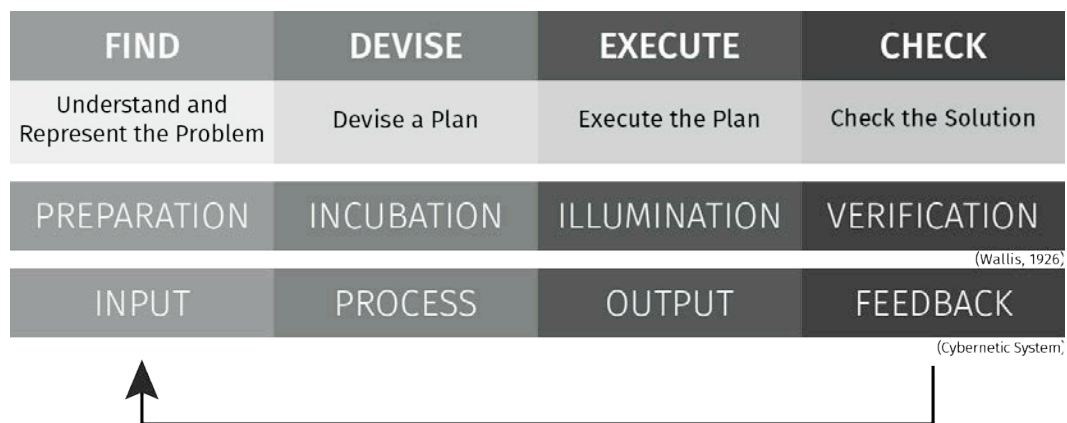 FIND DEVISE EXECUTE CHECK
Understand and
Represent the Problem
Devise a Plan
Execute the Plan
Check the Solution
PREPARATION INCUBATION ILLUMINATION VERIFICATION
(Wallis, 1926)
INPUT PROCESS OUTPUT FEEDBACK
(Cybernetic System)